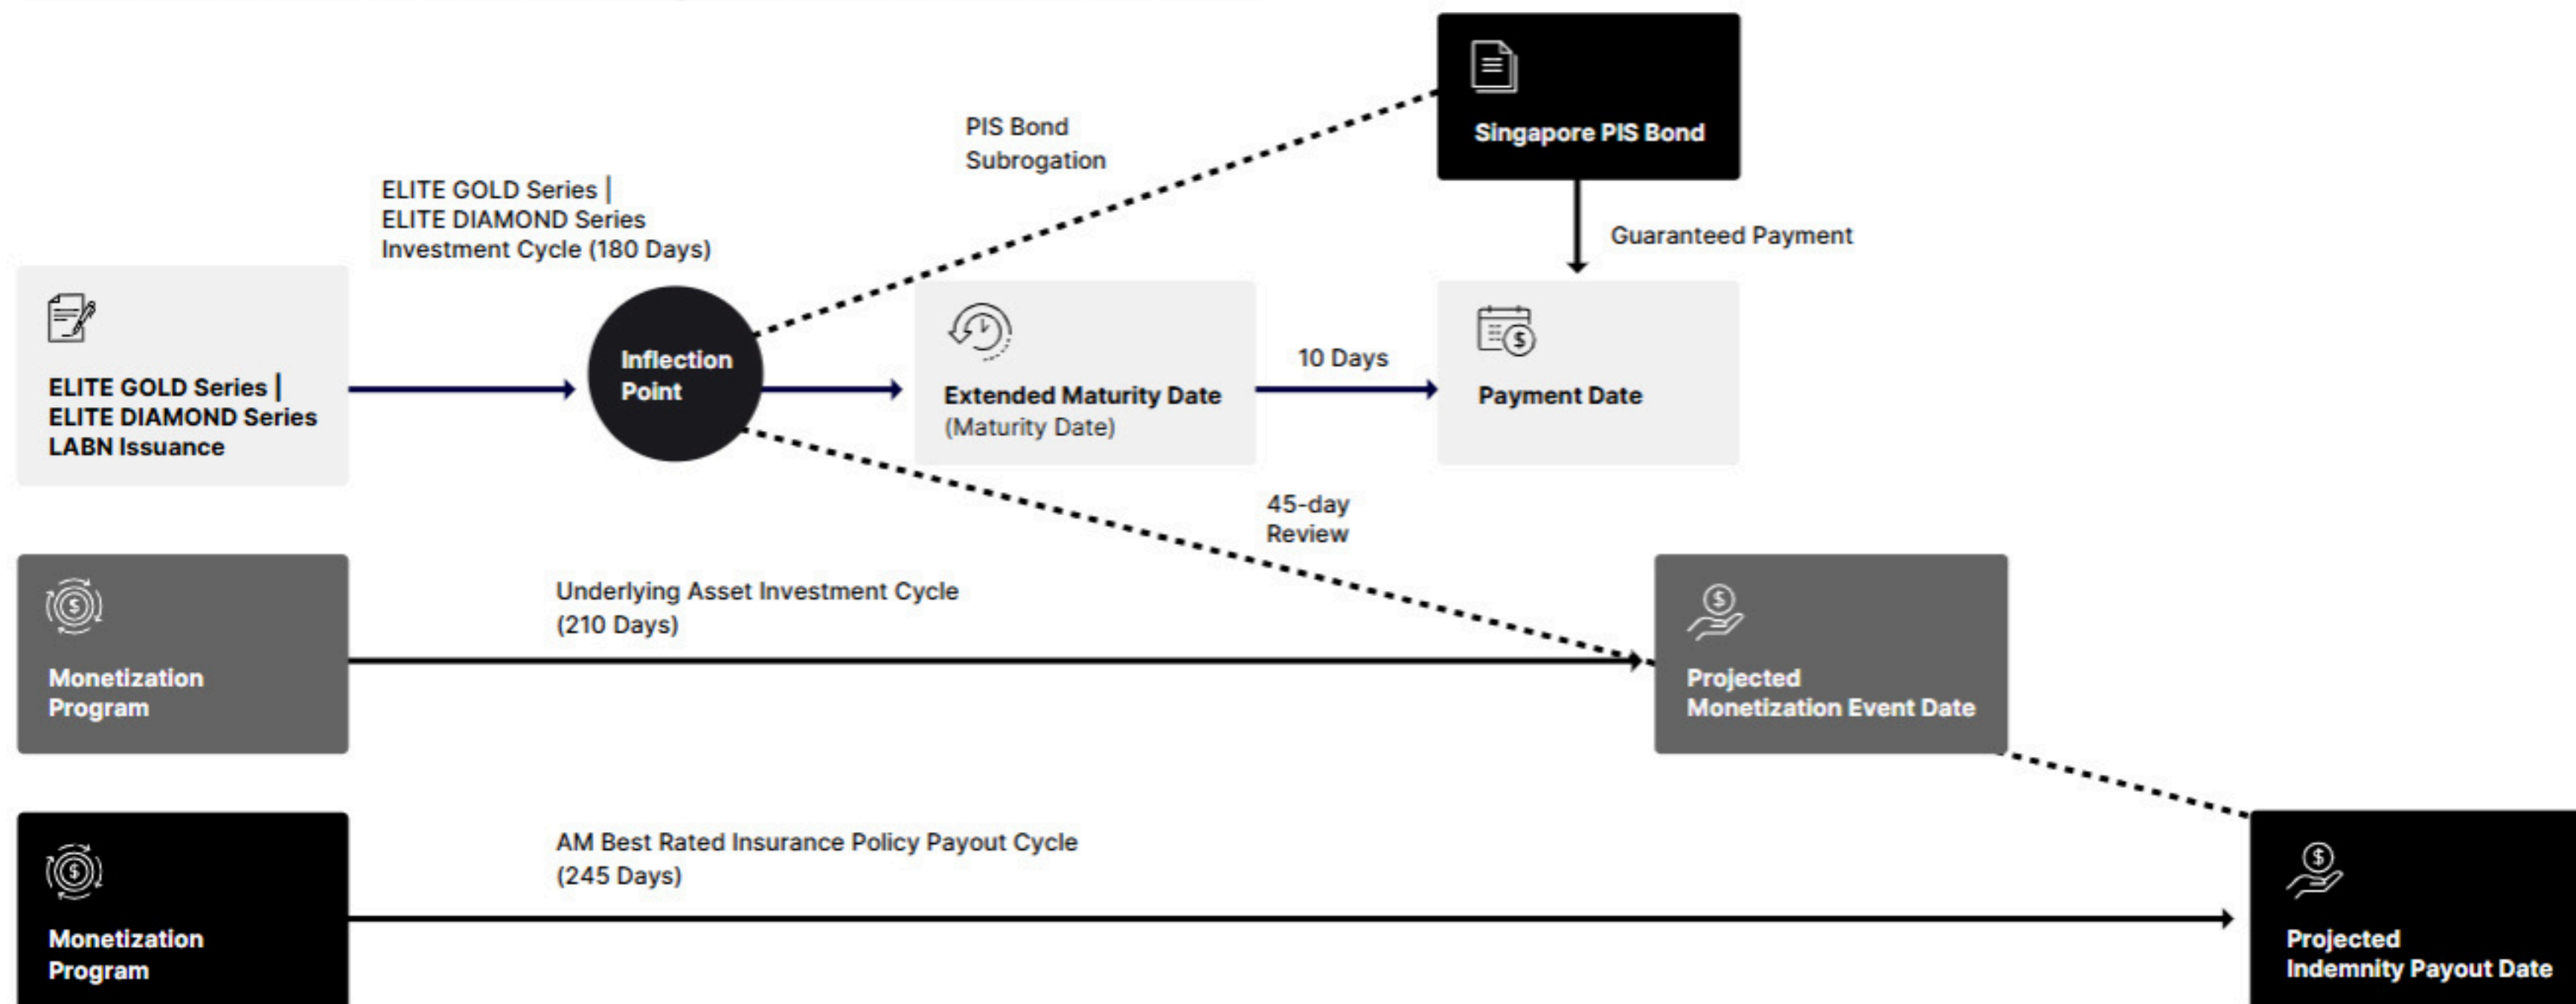 Singapore PIS Bond
PIS Bond
Subrogation
ELITE GOLD Series |
ELITE DIAMOND Series
Investment Cycle (180 Days)
Guaranteed Payment
ELITE GOLD Series |
ELITE DIAMOND Series
LABN Issuance
Inflection
Point
Extended Maturity Date
(Maturity Date)
10 Days
Payment Date
45-day
Review
Monetization
Program
Underlying Asset Investment Cycle
(210 Days)
Projected
Monetization Event Date
Monetization
Program
AM Best Rated Insurance Policy Payout Cycle
(245 Days)
Projected
Indemnity Payout Date